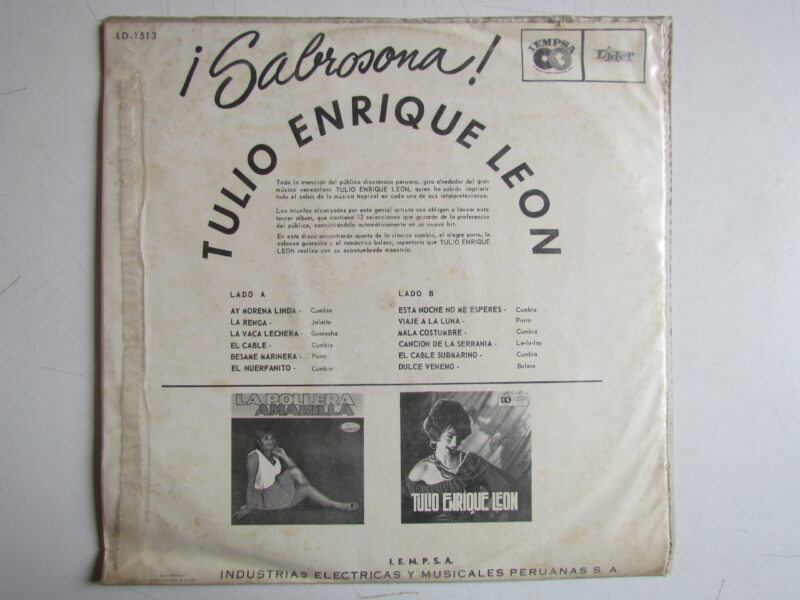 LD-1513
¡Sabrosona!
IEMPSA
Lider
TULIO ENRIQUE LEON
Toda la atención del público discómano peruano, gira alrededor del gran
músico venezolano TULIO ENRIQUE LEON, quien ha sabido imprimir
todo el sabor de la música tropical en cada una de sus interpretaciones.
Los triunfos alcanzados por este genial artista nos obligan a lanzar este
tercer album, que contiene 12 selecciones que gozarán de la preferencia
del público, convirtiéndolo automáticamente en un nuevo hit.
En este disco encontrarán aparte de la rítmica cumbia, el alegre porro, la
sabrosa guaracha y el romántico bolero, repertorio que TULIO ENRIQUE
LEON realiza con su acostumbrada maestría.
LADO A
AY MORENA LINDA - Cumbia
LA RENGA - Jalaito
LA VACA LECHERA - Guaracha
EL CABLE - Cumbia
BESAME MARINERA - Porro
EL HUERFANITO - Cumbia
LADO B
ESTA NOCHE NO ME ESPERES - Cumbia
VIAJE A LA LUNA - Porro
MALA COSTUMBRE - Cumbia
CANCION DE LA SERRANIA - Le-lo-lay
EL CABLE SUBMARINO - Cumbia
DULCE VENENO - Bolero
LA POLLERA
AMARILLA
TULIO ENRIQUE LEON
I. E. M. P. S. A.
INDUSTRIAS ELECTRICAS Y MUSICALES PERUANAS S. A.